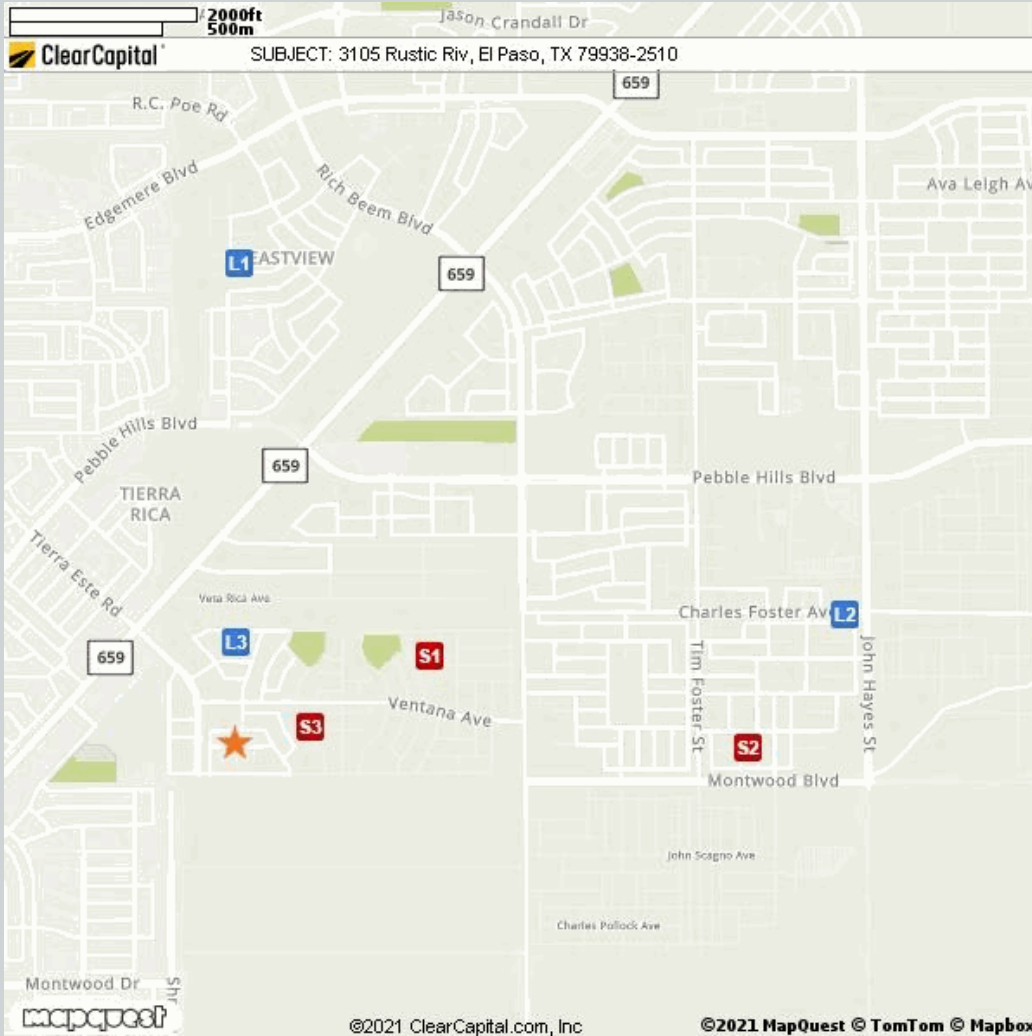 2000ft
500m
Jason Crandall Dr
ClearCapital
SUBJECT: 3105 Rustic Riv, El Paso, TX 79938-2510
659
R.C. Poe Rd
Edgemere Blvd
Rich Beem Blvd
Ava Leigh Av
L1
EASTVIEW
659
Pebble Hills Blvd
659
Pebble Hills Blvd
TIERRA
RICA
Tierra Este Rd
Veta Rica Ave
Charles Foster Ave
L2
L3
659
S1
Tim Foster St
John Hayes St
Ventana Ave
S3
S2
Montwood Blvd
John Scagno Ave
Charles Pollock Ave
Montwood Dr
Shr
mapquest
©2021 ClearCapital.com, Inc
©2021 MapQuest © TomTom © Mapbox